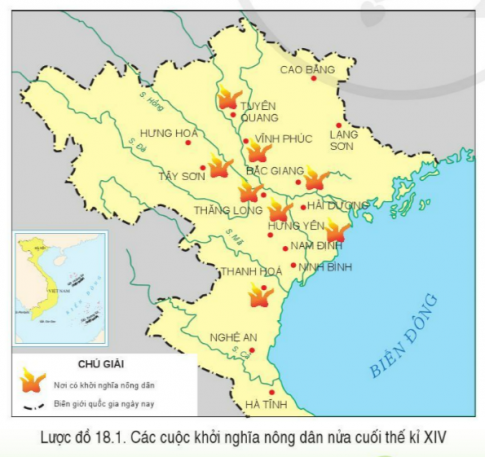 CAO BẰNG
TUYÊN
QUANG
S. Hồng
HƯNG HOÁ
VĨNH PHÚC
LẠNG
SƠN
S. Đà
BẮC GIANG
TÂY SƠN
THĂNG LONG
HẢI DƯƠNG
HƯNG YÊN
S. Mã
NAM ĐỊNH
NINH BÌNH
THANH HOÁ
VIỆT NAM
BIỂN ĐÔNG
NGHỆ AN
S. Cả
CHÚ GIẢI
Nơi có khởi nghĩa nông dân
Biên giới quốc gia ngày nay
HÀ TĨNH
Lược đồ 18.1. Các cuộc khởi nghĩa nông dân nửa cuối thế kỉ XIV